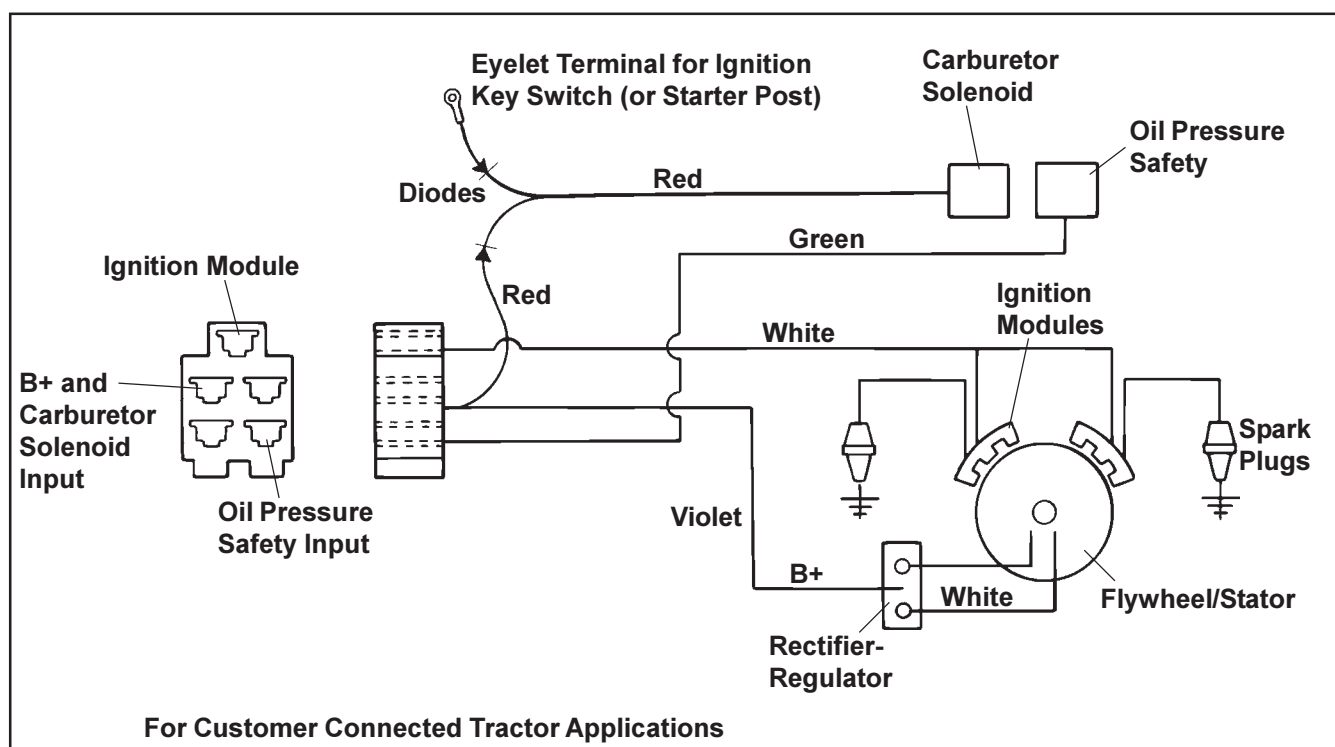 Eyelet Terminal for Ignition
Key Switch (or Starter Post)
Carburetor
Solenoid
Oil Pressure
Safety
Diodes
Red
Green
Ignition Module
Red
Ignition
Modules
White
B+ and
Carburetor
Solenoid
Input
Spark
Plugs
Oil Pressure
Safety Input
Violet
B+
White
Flywheel/Stator
Rectifier-
Regulator
For Customer Connected Tractor Applications